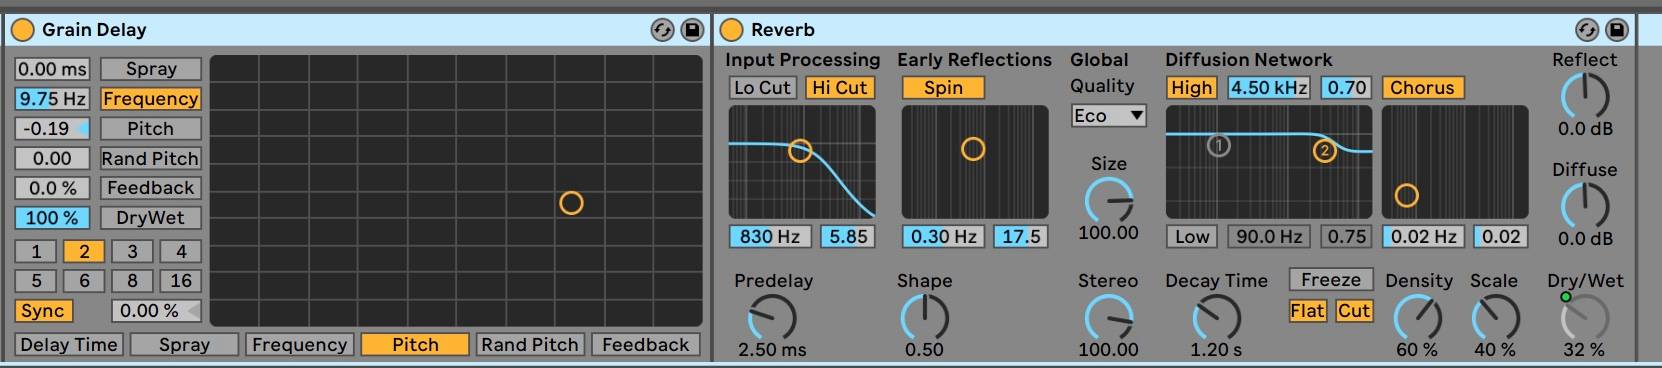 Grain Delay
0.00 ms Spray
9.75 Hz Frequency
-0.19 Pitch
0.00 Rand Pitch
0.0 % Feedback
100 % DryWet
1 2 3 4
5 6 8 16
Sync 0.00 %
Delay Time Spray Frequency Pitch Rand Pitch Feedback
Reverb
Input Processing
Lo Cut Hi Cut
830 Hz 5.85
Predelay
2.50 ms
Early Reflections
Spin
0.30 Hz 17.5
Shape
0.50
Global
Quality
Eco
Size
100.00
Stereo
100.00
Diffusion Network
High 4.50 kHz 0.70 Chorus
1 2
Low 90.0 Hz 0.75 0.02 Hz 0.02
Decay Time
1.20 s
Freeze
Flat Cut
Density
60 %
Scale
40 %
Reflect
0.0 dB
Diffuse
0.0 dB
Dry/Wet
32 %